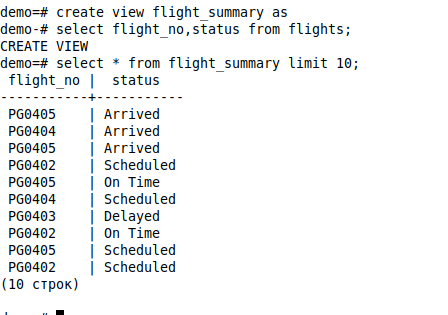 demo=# create view flight_summary as
demo-# select flight_no,status from flights;
CREATE VIEW
demo=# select * from flight_summary limit 10;
 flight_no |  status
-----------+-----------
 PG0405    | Arrived
 PG0404    | Arrived
 PG0405    | Arrived
 PG0402    | Scheduled
 PG0405    | On Time
 PG0404    | Scheduled
 PG0403    | Delayed
 PG0402    | On Time
 PG0405    | Scheduled
 PG0402    | Scheduled
(10 строк)